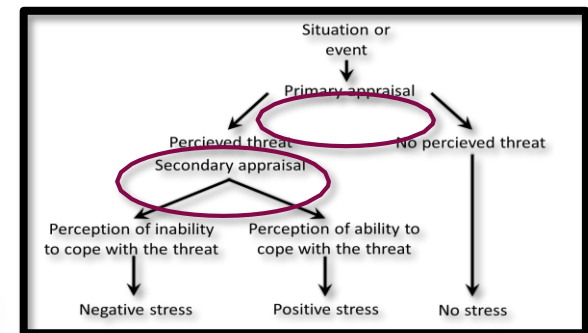 Situation or
event
Primary appraisal
Percieved threat
No percieved threat
Secondary appraisal
Perception of inability
to cope with the threat
Perception of ability to
cope with the threat
Negative stress
Positive stress
No stress